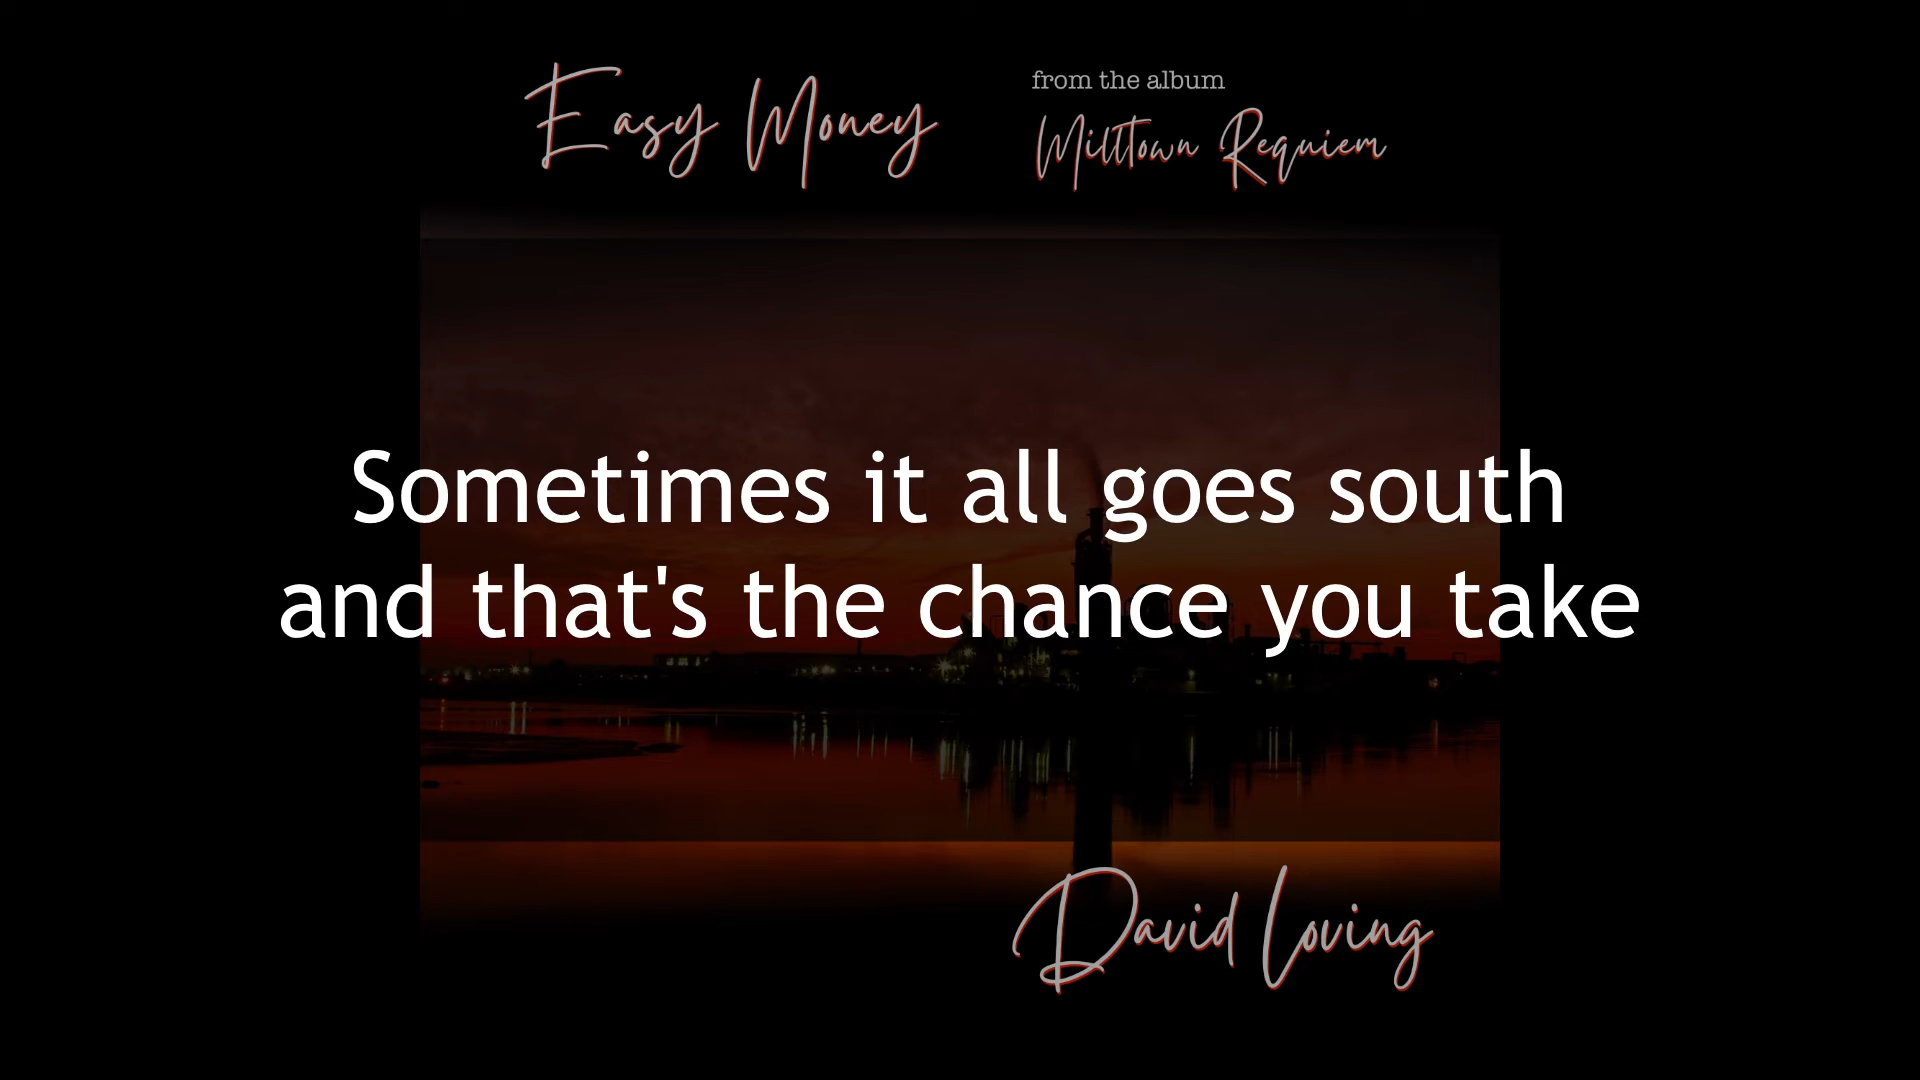 Easy Money
from the album
Milltown Requiem
Sometimes it all goes south
and that's the chance you take
David Loving